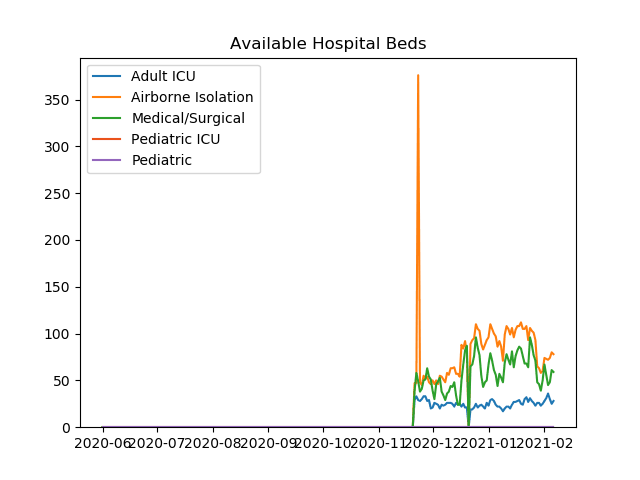 Available Hospital Beds
Adult ICU
Airborne Isolation
Medical/Surgical
Pediatric ICU
Pediatric
350
300
250
200
150
100
50
0
2020-06 2020-07 2020-08 2020-09 2020-10 2020-11 2020-12 2021-01 2021-02